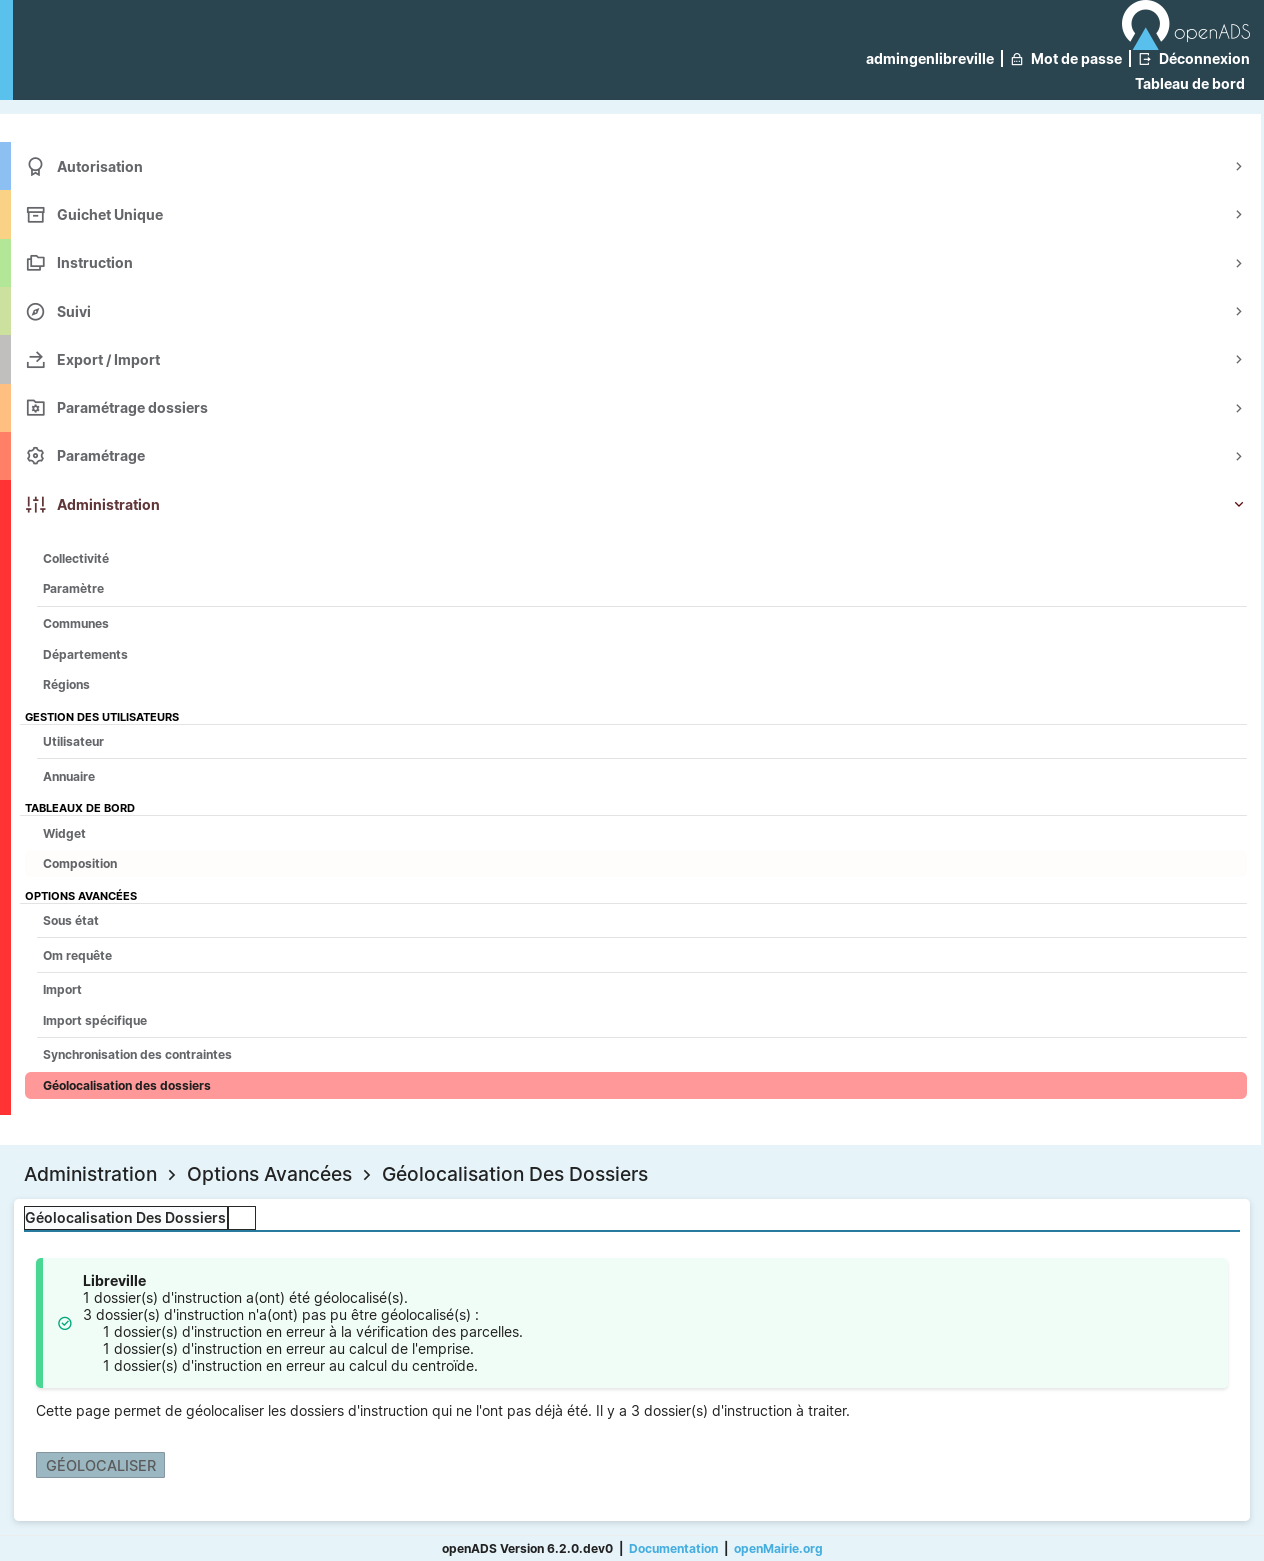 openADS
admingenlibreville | Mot de passe | Déconnexion
Tableau de bord
Autorisation
Guichet Unique
Instruction
Suivi
Export / Import
Paramétrage dossiers
Paramétrage
Administration
Collectivité
Paramètre
Communes
Départements
Régions
GESTION DES UTILISATEURS
Utilisateur
Annuaire
TABLEAUX DE BORD
Widget
Composition
OPTIONS AVANCÉES
Sous état
Om requête
Import
Import spécifique
Synchronisation des contraintes
Géolocalisation des dossiers
Administration > Options Avancées > Géolocalisation Des Dossiers
Géolocalisation Des Dossiers
Libreville
1 dossier(s) d'instruction a(ont) été géolocalisé(s).
3 dossier(s) d'instruction n'a(ont) pas pu être géolocalisé(s) :
1 dossier(s) d'instruction en erreur à la vérification des parcelles.
1 dossier(s) d'instruction en erreur au calcul de l'emprise.
1 dossier(s) d'instruction en erreur au calcul du centroïde.
Cette page permet de géolocaliser les dossiers d'instruction qui ne l'ont pas déjà été. Il y a 3 dossier(s) d'instruction à traiter.
GÉOLOCALISER
openADS Version 6.2.0.dev0 | Documentation | openMairie.org